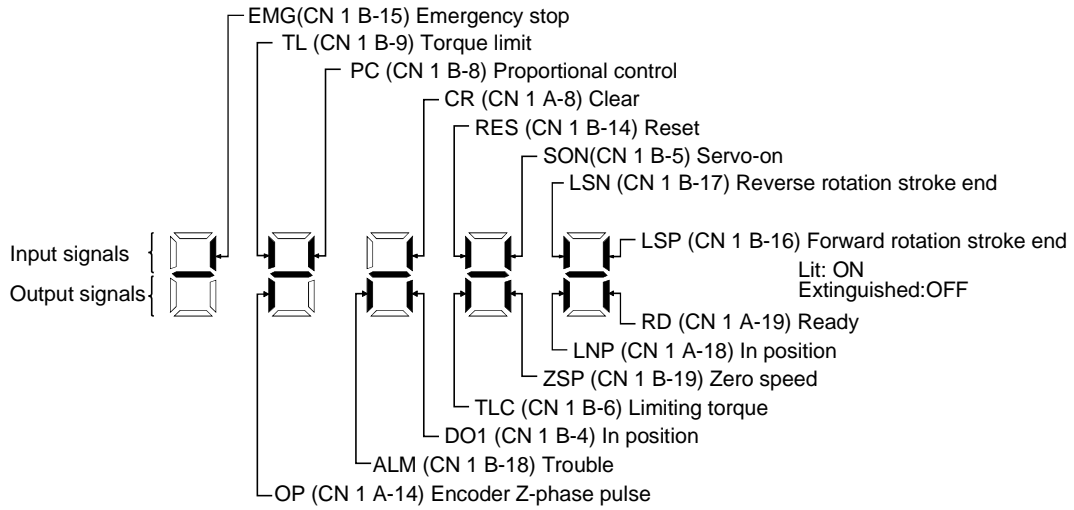 EMG(CN 1 B-15) Emergency stop
TL (CN 1 B-9) Torque limit
PC (CN 1 B-8) Proportional control
CR (CN 1 A-8) Clear
RES (CN 1 B-14) Reset
SON(CN 1 B-5) Servo-on
LSN (CN 1 B-17) Reverse rotation stroke end
LSP (CN 1 B-16) Forward rotation stroke end
Input signals
Lit: ON
Extinguished:OFF
Output signals
RD (CN 1 A-19) Ready
LNP (CN 1 A-18) In position
ZSP (CN 1 B-19) Zero speed
TLC (CN 1 B-6) Limiting torque
DO1 (CN 1 B-4) In position
ALM (CN 1 B-18) Trouble
OP (CN 1 A-14) Encoder Z-phase pulse